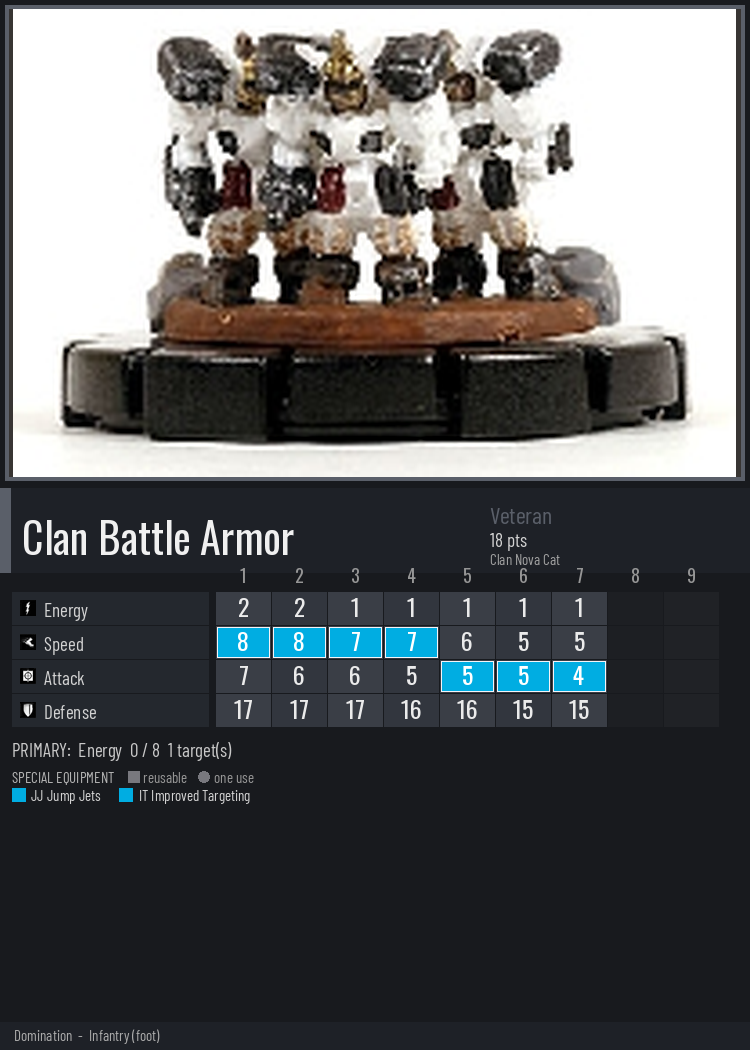 Clan Battle Armor
Veteran
18 pts
Clan Nova Cat
1 2 3 4 5 6 7 8 9
Energy 2 2 1 1 1 1 1
Speed 8 8 7 7 6 5 5
Attack 7 6 6 5 5 5 4
Defense 17 17 17 16 16 15 15
PRIMARY: Energy 0 / 8 1 target(s)
SPECIAL EQUIPMENT reusable one use
JJ Jump Jets IT Improved Targeting
Domination - Infantry (foot)